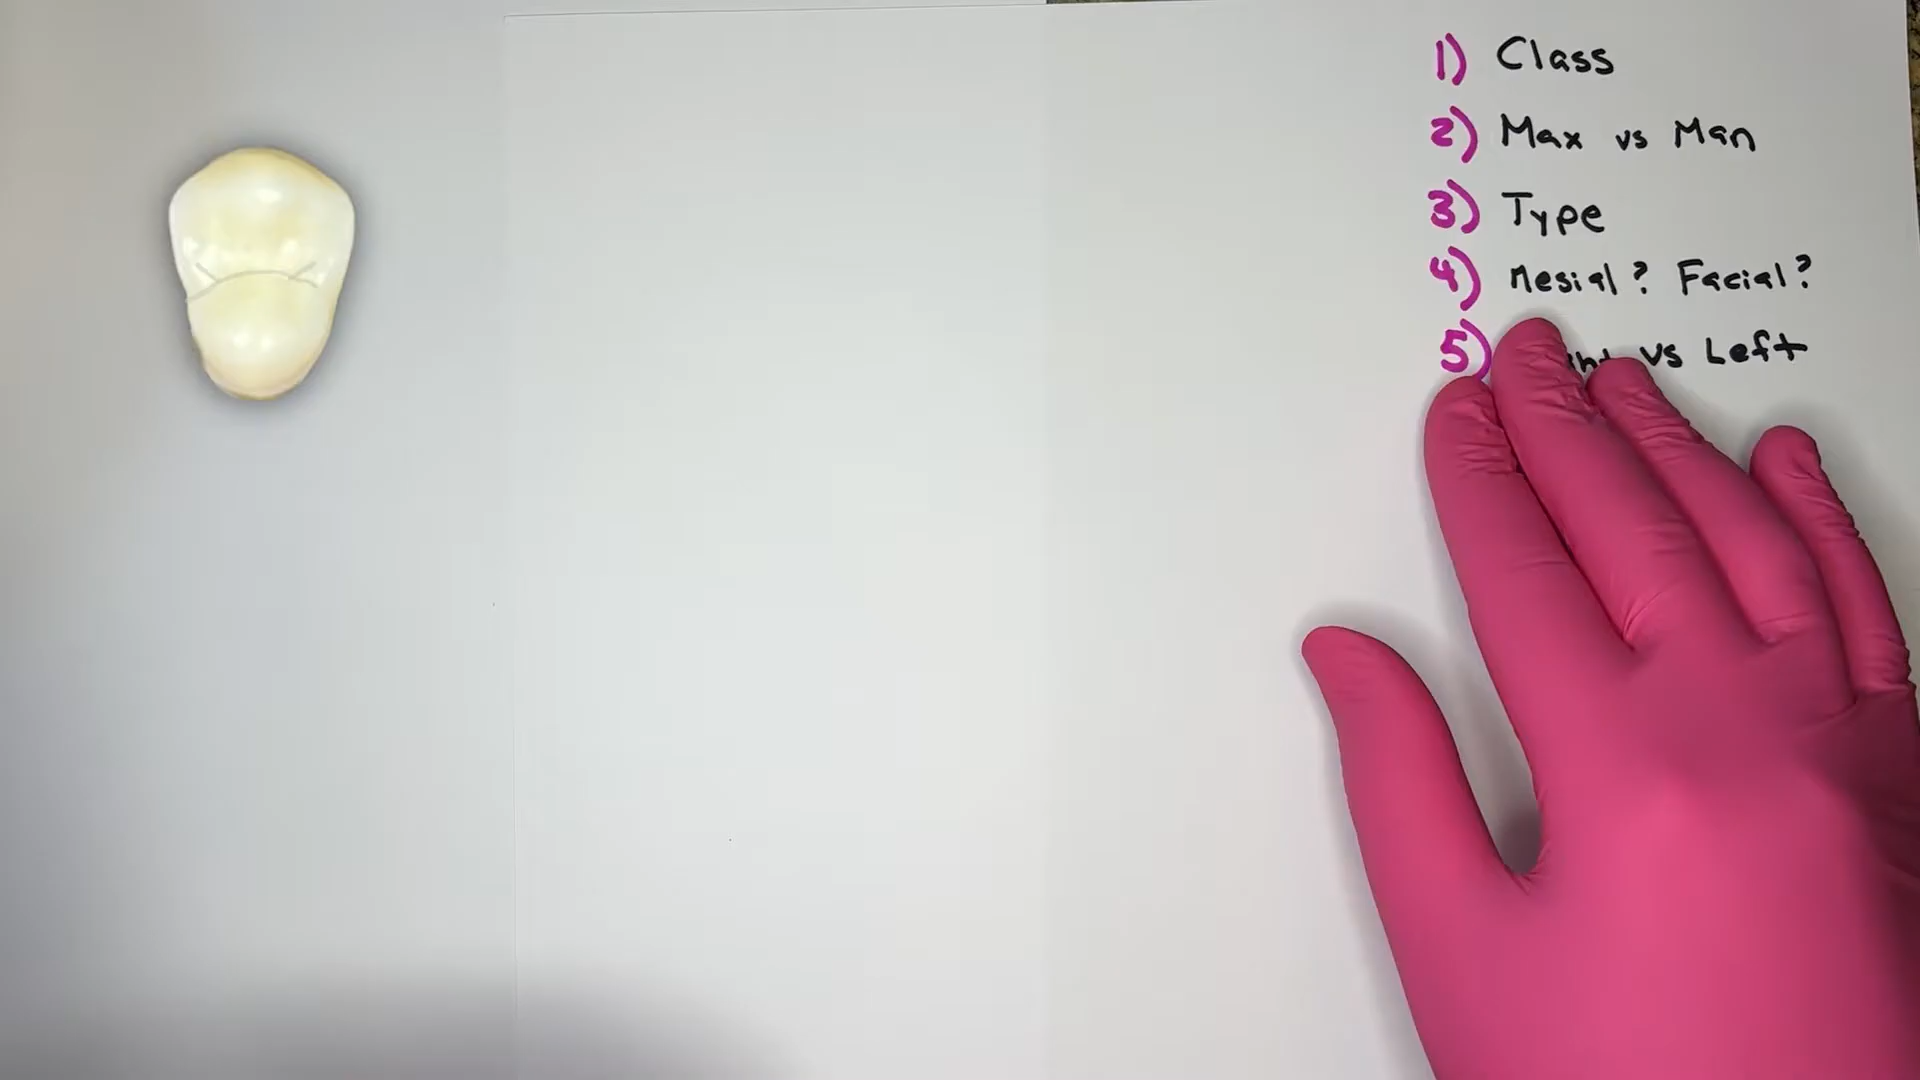 1) Class
2) Max vs Man
3) Type
4) Mesial? Facial?
5) vs Left